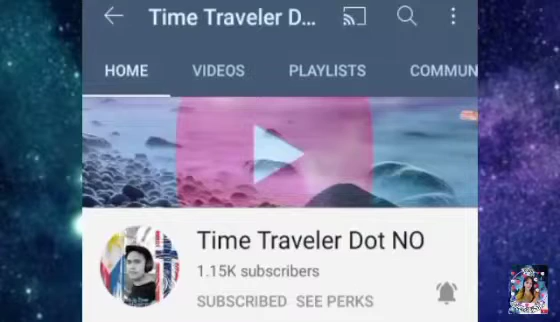 Time Traveler D...
HOME VIDEOS PLAYLISTS COMMUN
Time Traveler Dot NO
1.15K subscribers
SUBSCRIBED SEE PERKS